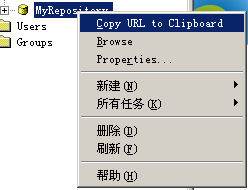 MyRepository
Users
Groups
Copy URL to Clipboard
Browse
Properties...
新建(N)
所有任务(K)
删除(D)
刷新(F)
帮助(H)